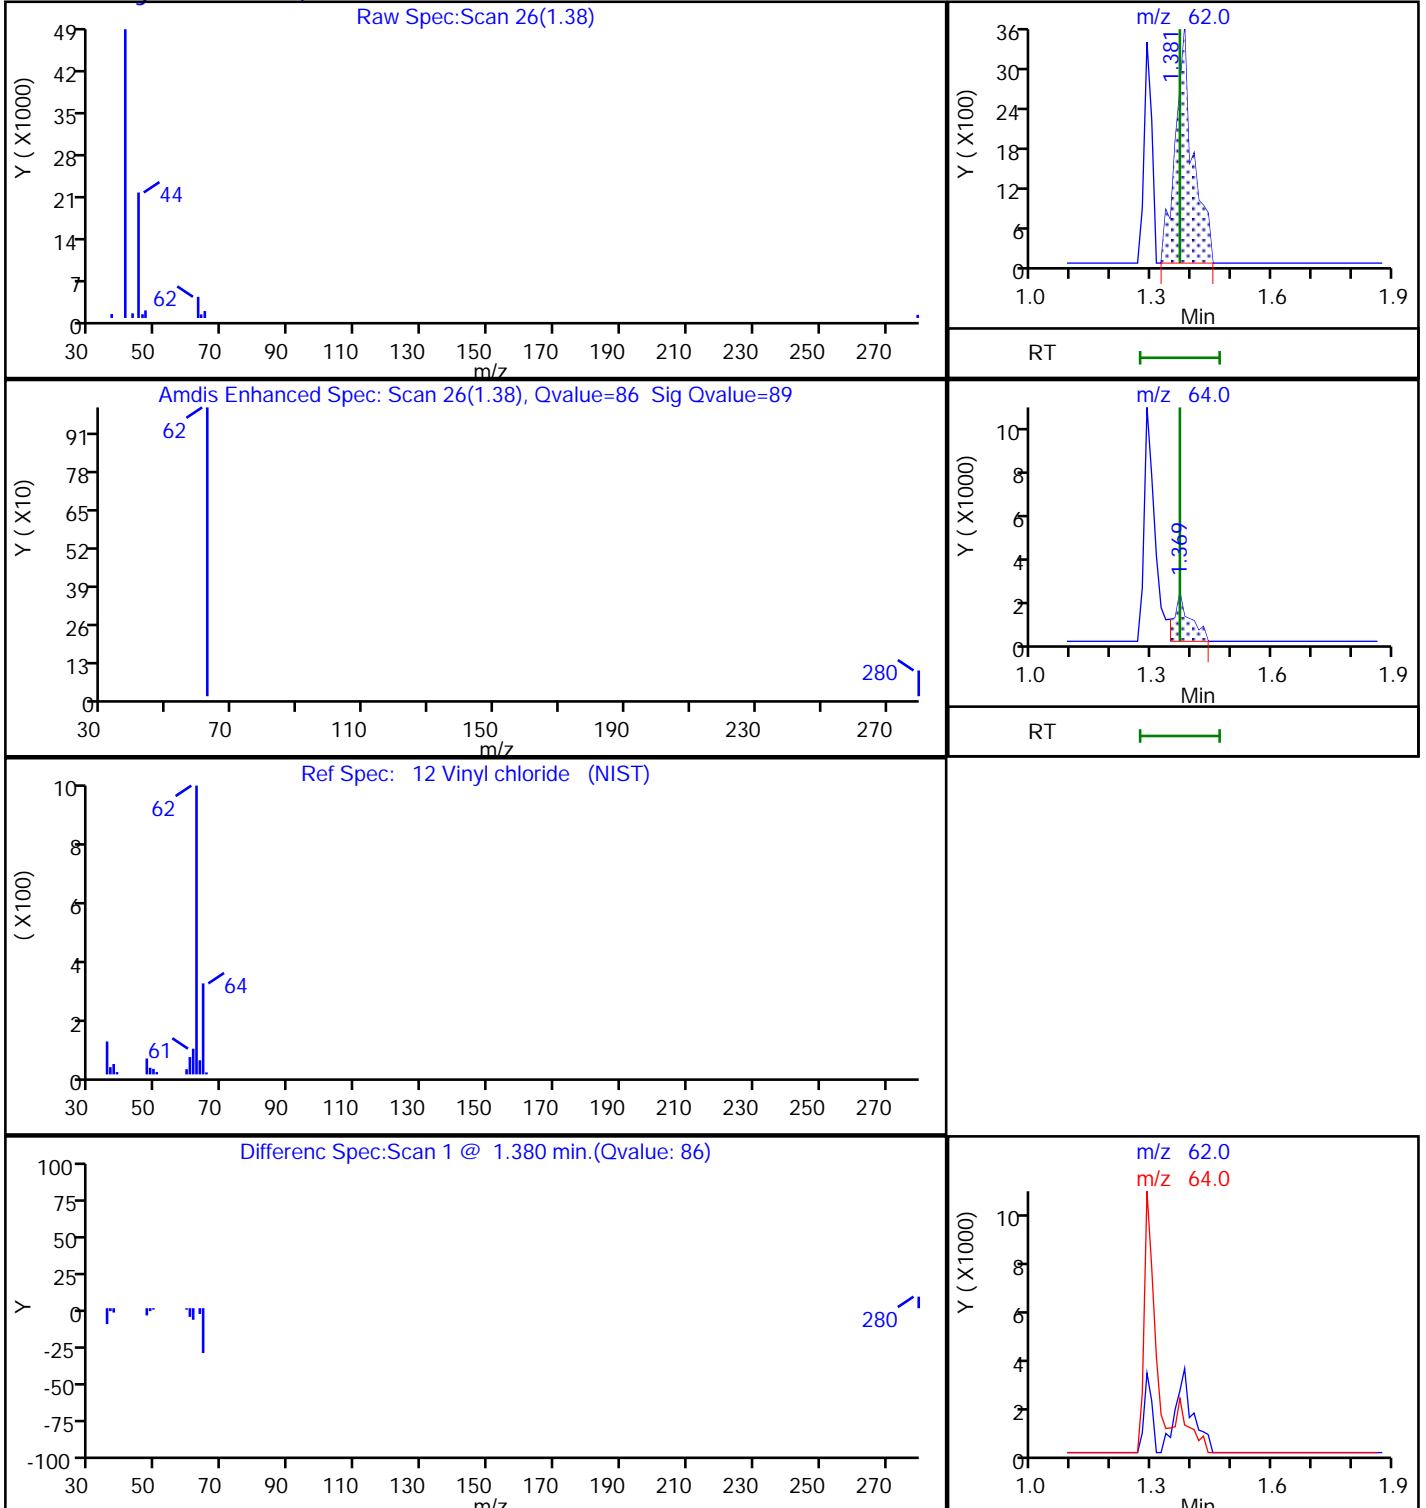 Raw Spec:Scan 26(1.38)
Y ( X1000)
49
42
35
28
21
14
7
0
44
62
30 50 70 90 110 130 150 170 190 210 230 250 270
m/z
m/z 62.0
Y ( X100)
36
30
24
18
12
6
0
1.381
1.0 1.3 1.6 1.9
Min
RT
Amdis Enhanced Spec: Scan 26(1.38), Qvalue=86 Sig Qvalue=89
Y ( X10)
91
78
65
52
39
26
13
0
62
280
30 70 110 150 190 230 270
m/z
m/z 64.0
Y ( X1000)
10
8
6
4
2
0
1.369
1.0 1.3 1.6 1.9
Min
RT
Ref Spec: 12 Vinyl chloride (NIST)
( X100)
10
8
6
4
2
0
62
64
61
30 50 70 90 110 130 150 170 190 210 230 250 270
Differenc Spec:Scan 1 @ 1.380 min.(Qvalue: 86)
Y
100
75
50
25
0
-25
-50
-75
-100
280
30 50 70 90 110 130 150 170 190 210 230 250 270
m/z
m/z 62.0
m/z 64.0
Y ( X1000)
10
8
6
4
2
0
1.0 1.3 1.6 1.9
Min